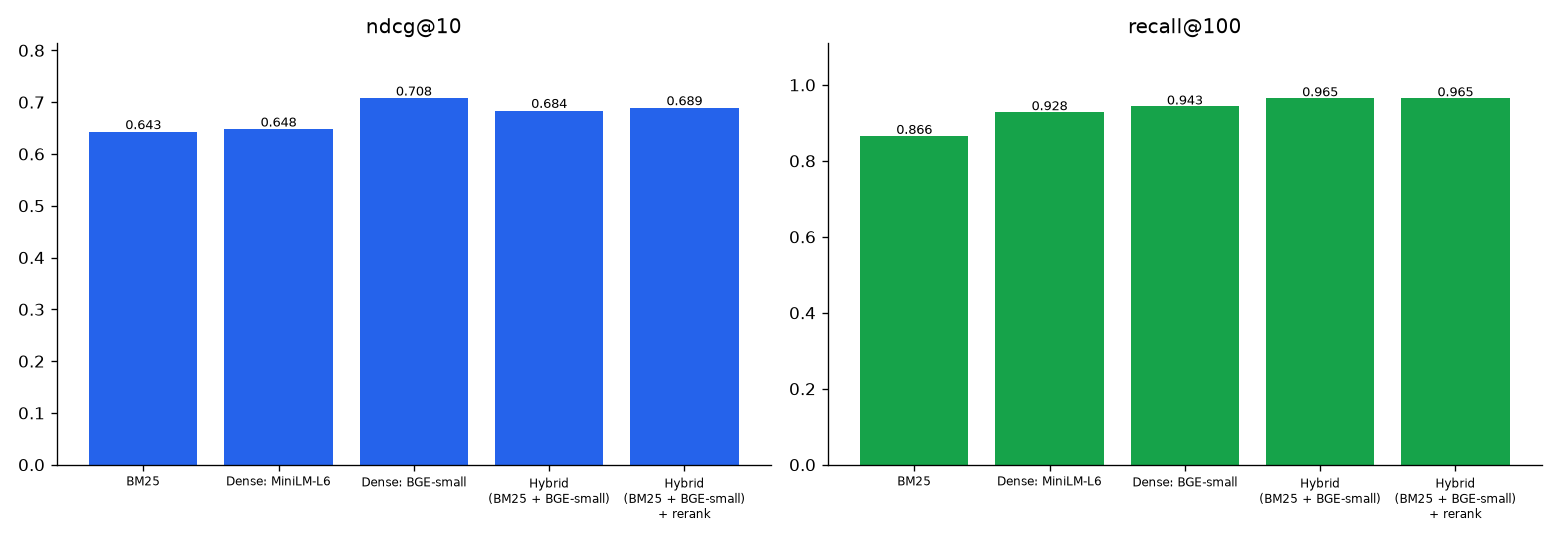 ndcg@10
0.8
0.7
0.6
0.5
0.4
0.3
0.2
0.1
0.0
0.643
0.648
0.708
0.684
0.689
BM25
Dense: MiniLM-L6
Dense: BGE-small
Hybrid
(BM25 + BGE-small)
Hybrid
(BM25 + BGE-small)
+ rerank
recall@100
1.0
0.8
0.6
0.4
0.2
0.0
0.866
0.928
0.943
0.965
0.965
BM25
Dense: MiniLM-L6
Dense: BGE-small
Hybrid
(BM25 + BGE-small)
Hybrid
(BM25 + BGE-small)
+ rerank